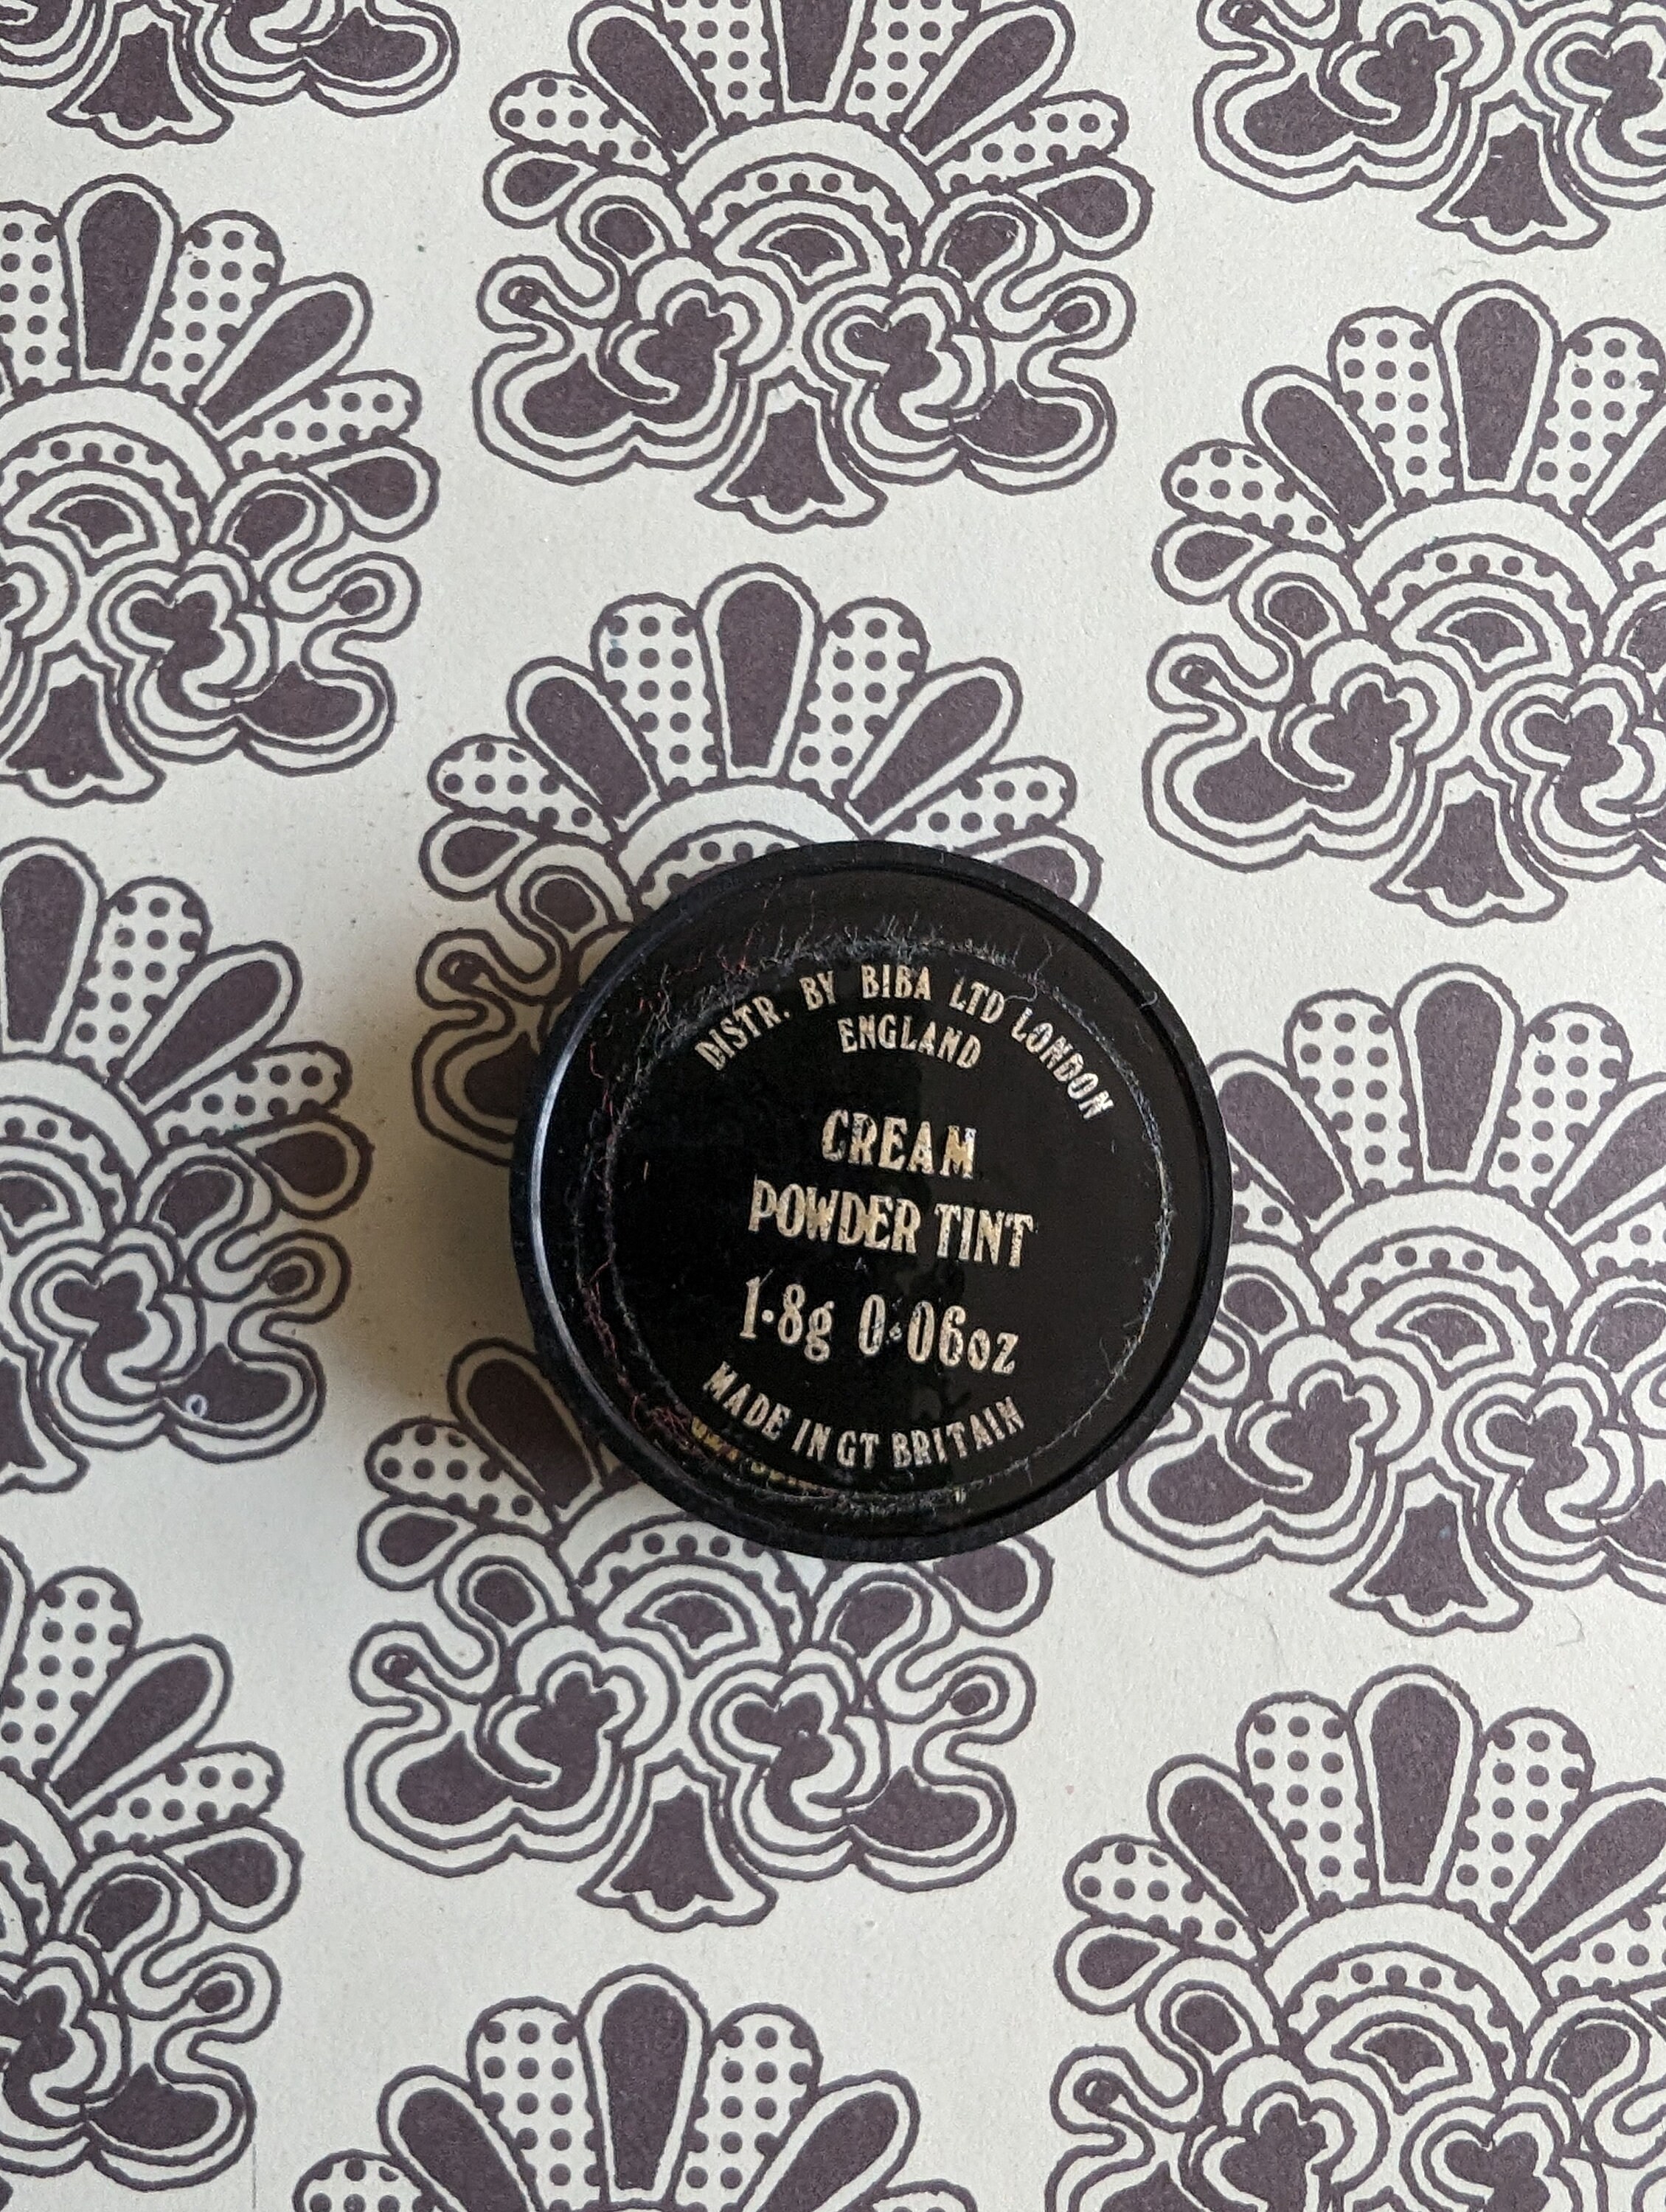 DISTR. BY BIBA LTD LONDON
ENGLAND
CREAM
POWDER TINT
1·8g 0·06oz
MADE IN GT BRITAIN